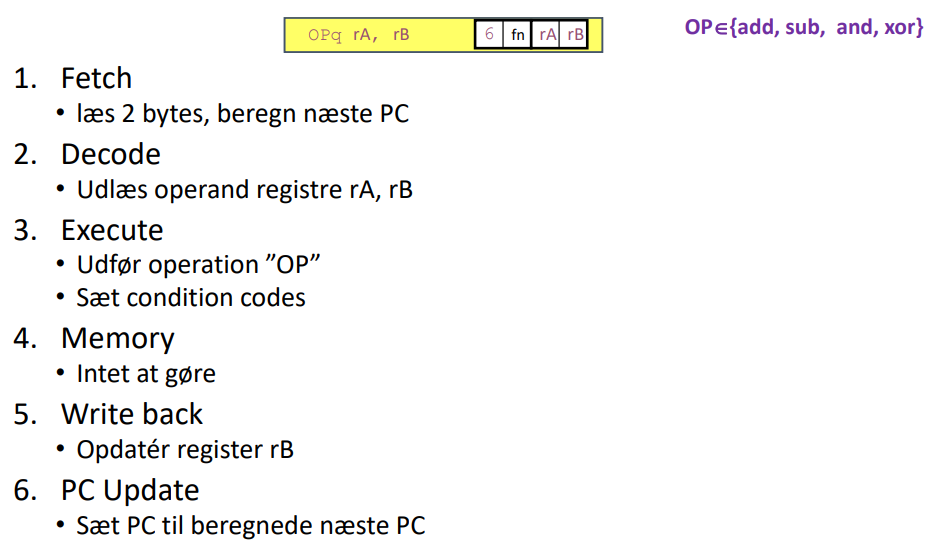 OPq rA, rB 6 fn rA rB OP∈{add, sub, and, xor}
1. Fetch
• læs 2 bytes, beregn næste PC
2. Decode
• Udlæs operand registre rA, rB
3. Execute
• Udfør operation ”OP”
• Sæt condition codes
4. Memory
• Intet at gøre
5. Write back
• Opdatér register rB
6. PC Update
• Sæt PC til beregnede næste PC